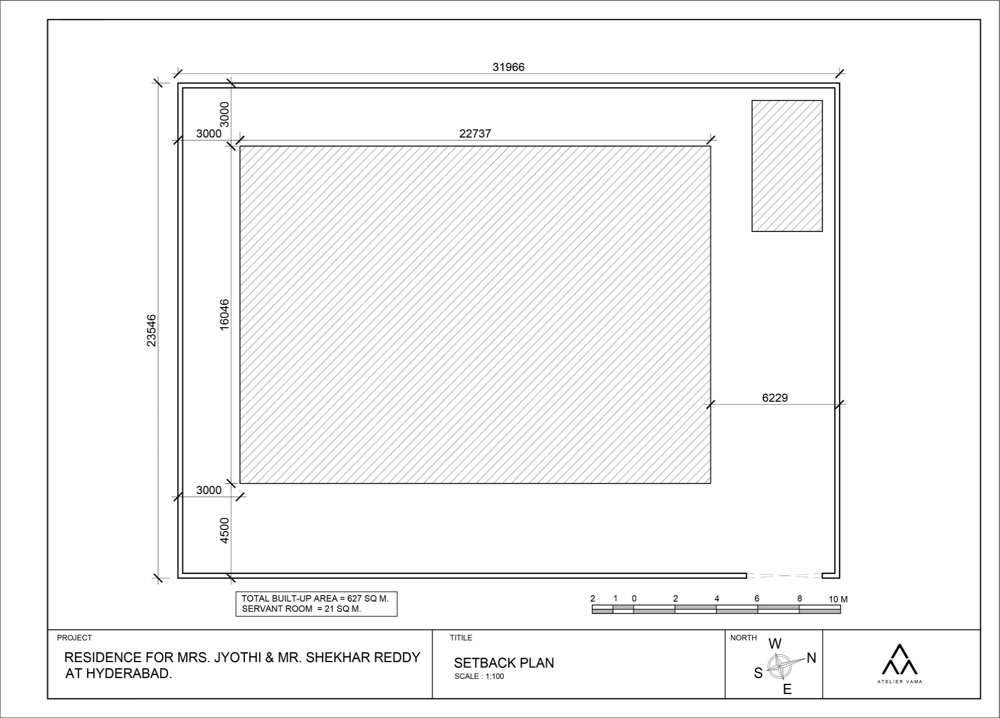 31966
3000
3000
22737
16046
23546
6229
3000
4500
TOTAL BUILT-UP AREA = 627 SQ M.
SERVANT ROOM  = 21 SQ M.
2 1 0 2 4 6 8 10 M
PROJECT
RESIDENCE FOR MRS. JYOTHI & MR. SHEKHAR REDDY
AT HYDERABAD.
TITILE
SETBACK PLAN
SCALE : 1:100
NORTH
W
N
S
E
ATELIER VAMA